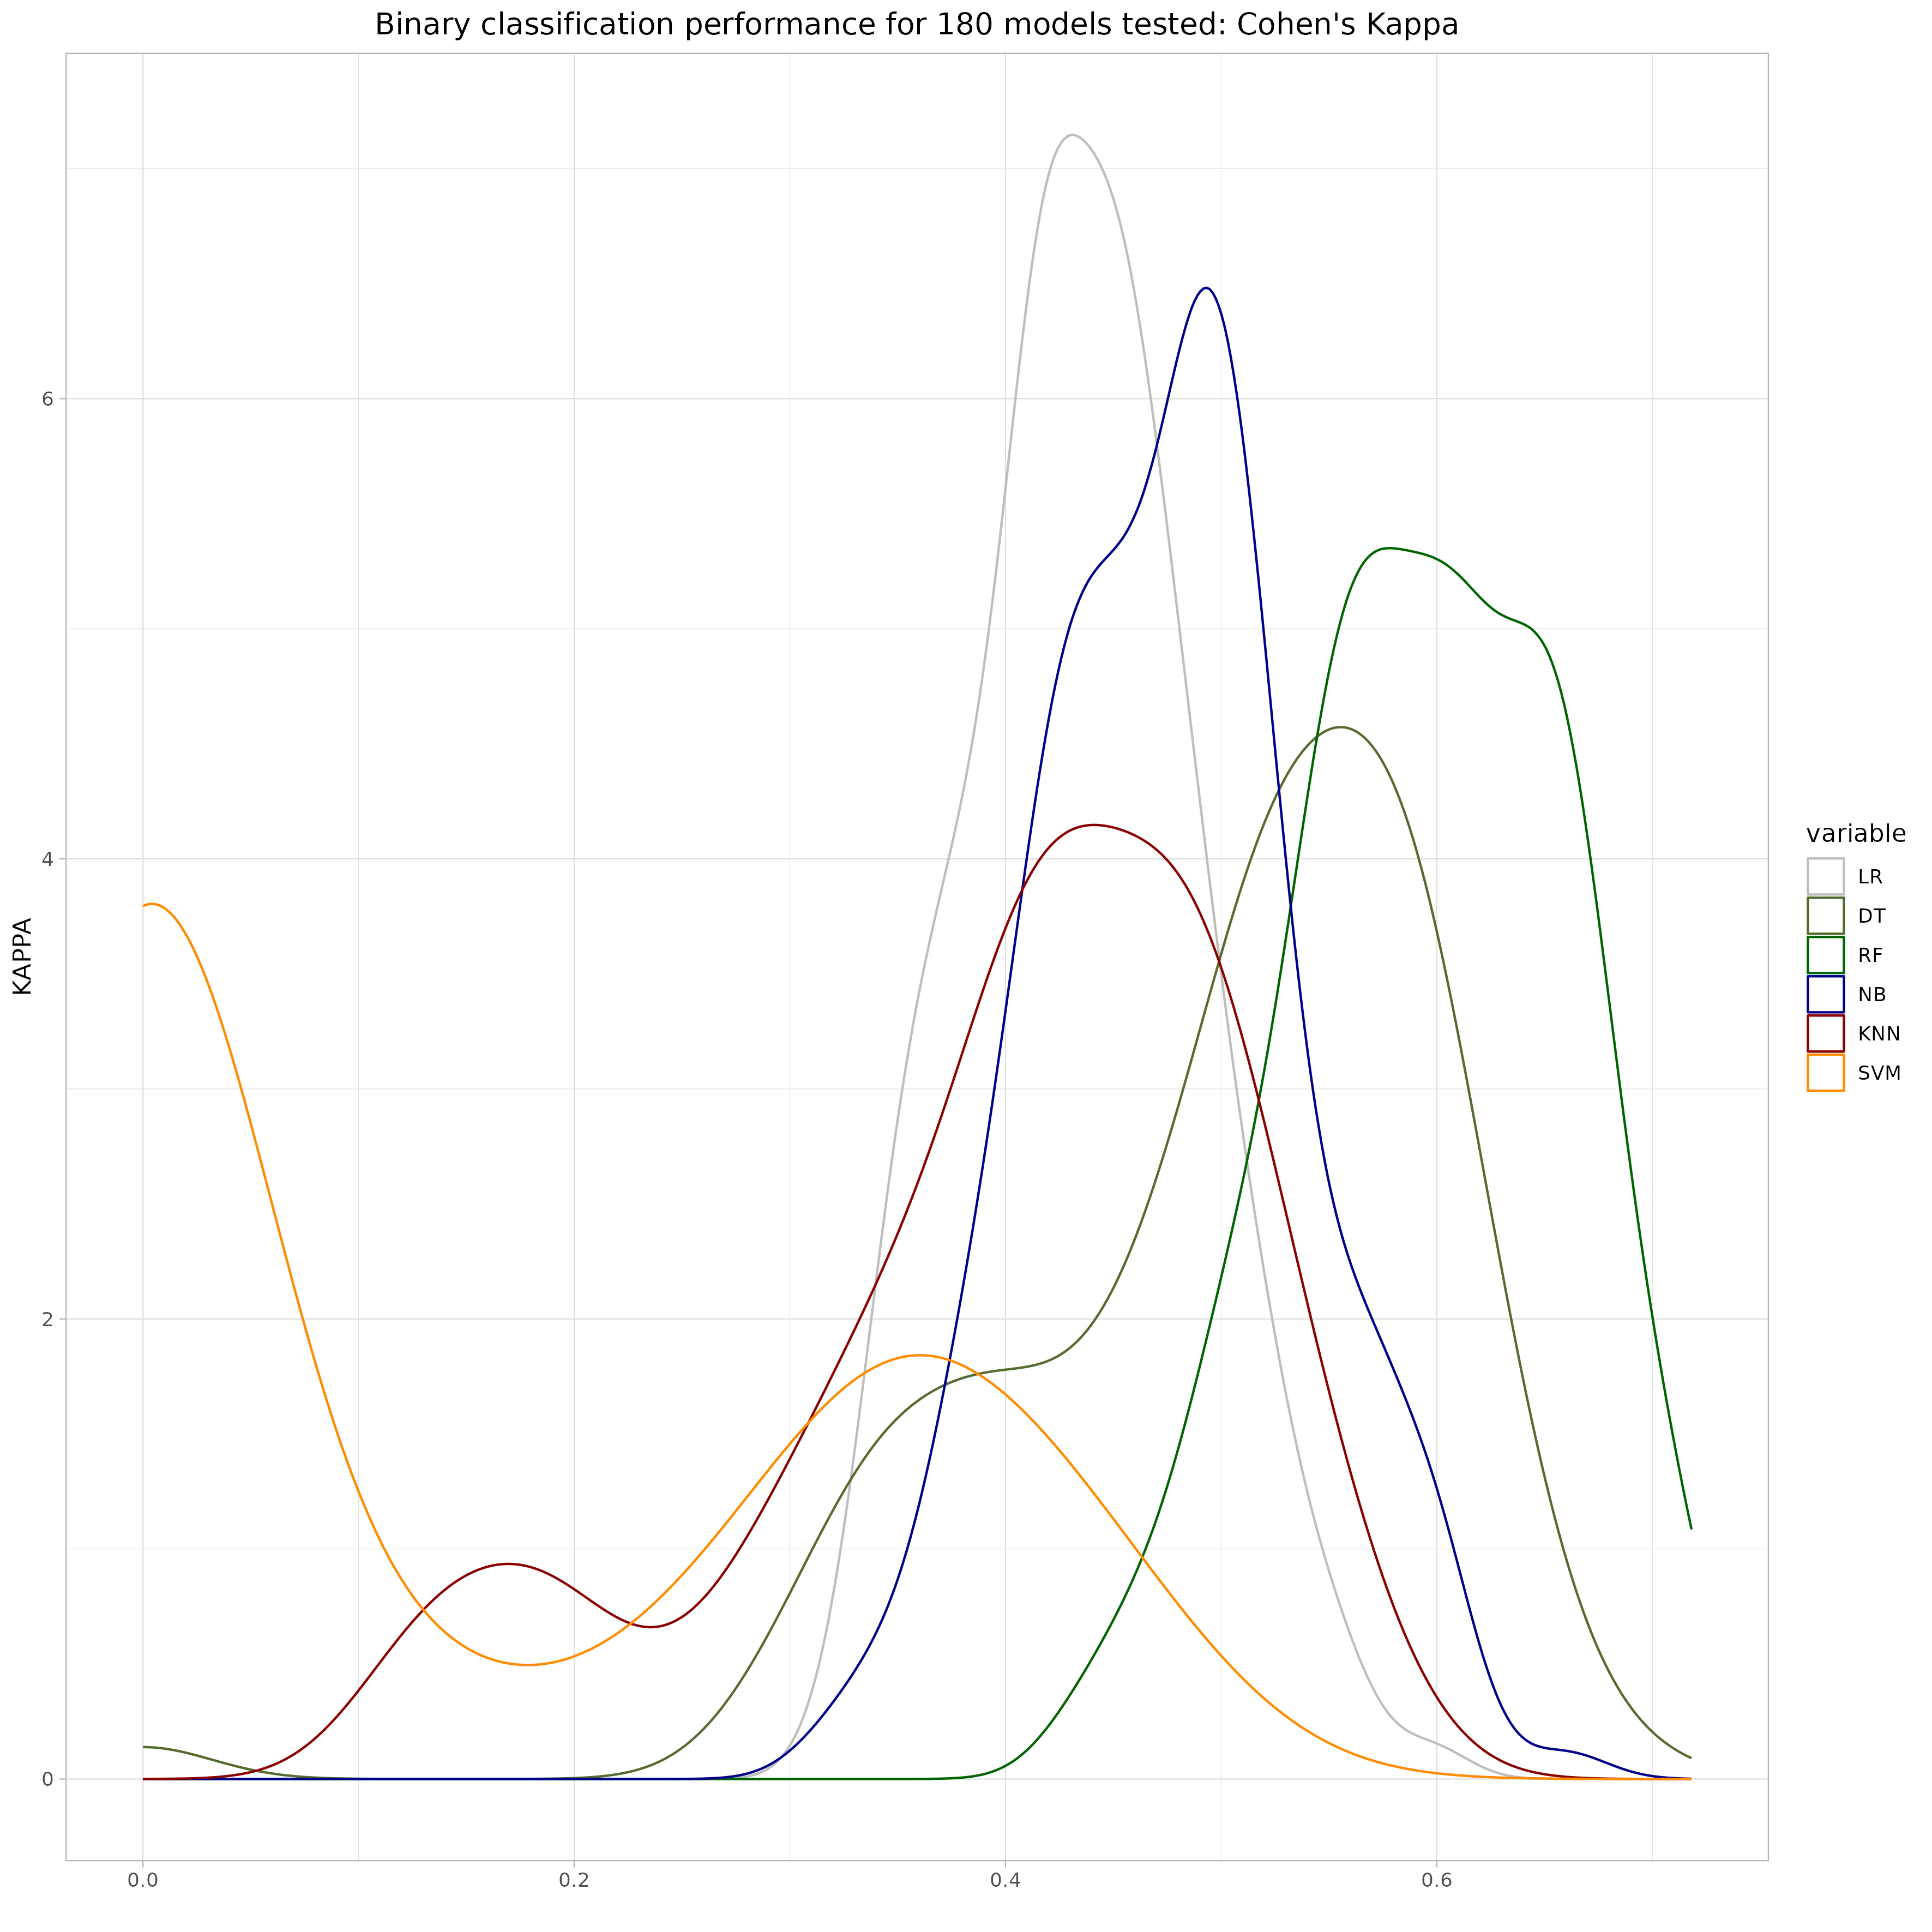 Binary classification performance for 180 models tested: Cohen's Kappa
KAPPA
6
4
2
0
0.0 0.2 0.4 0.6
variable
LR
DT
RF
NB
KNN
SVM